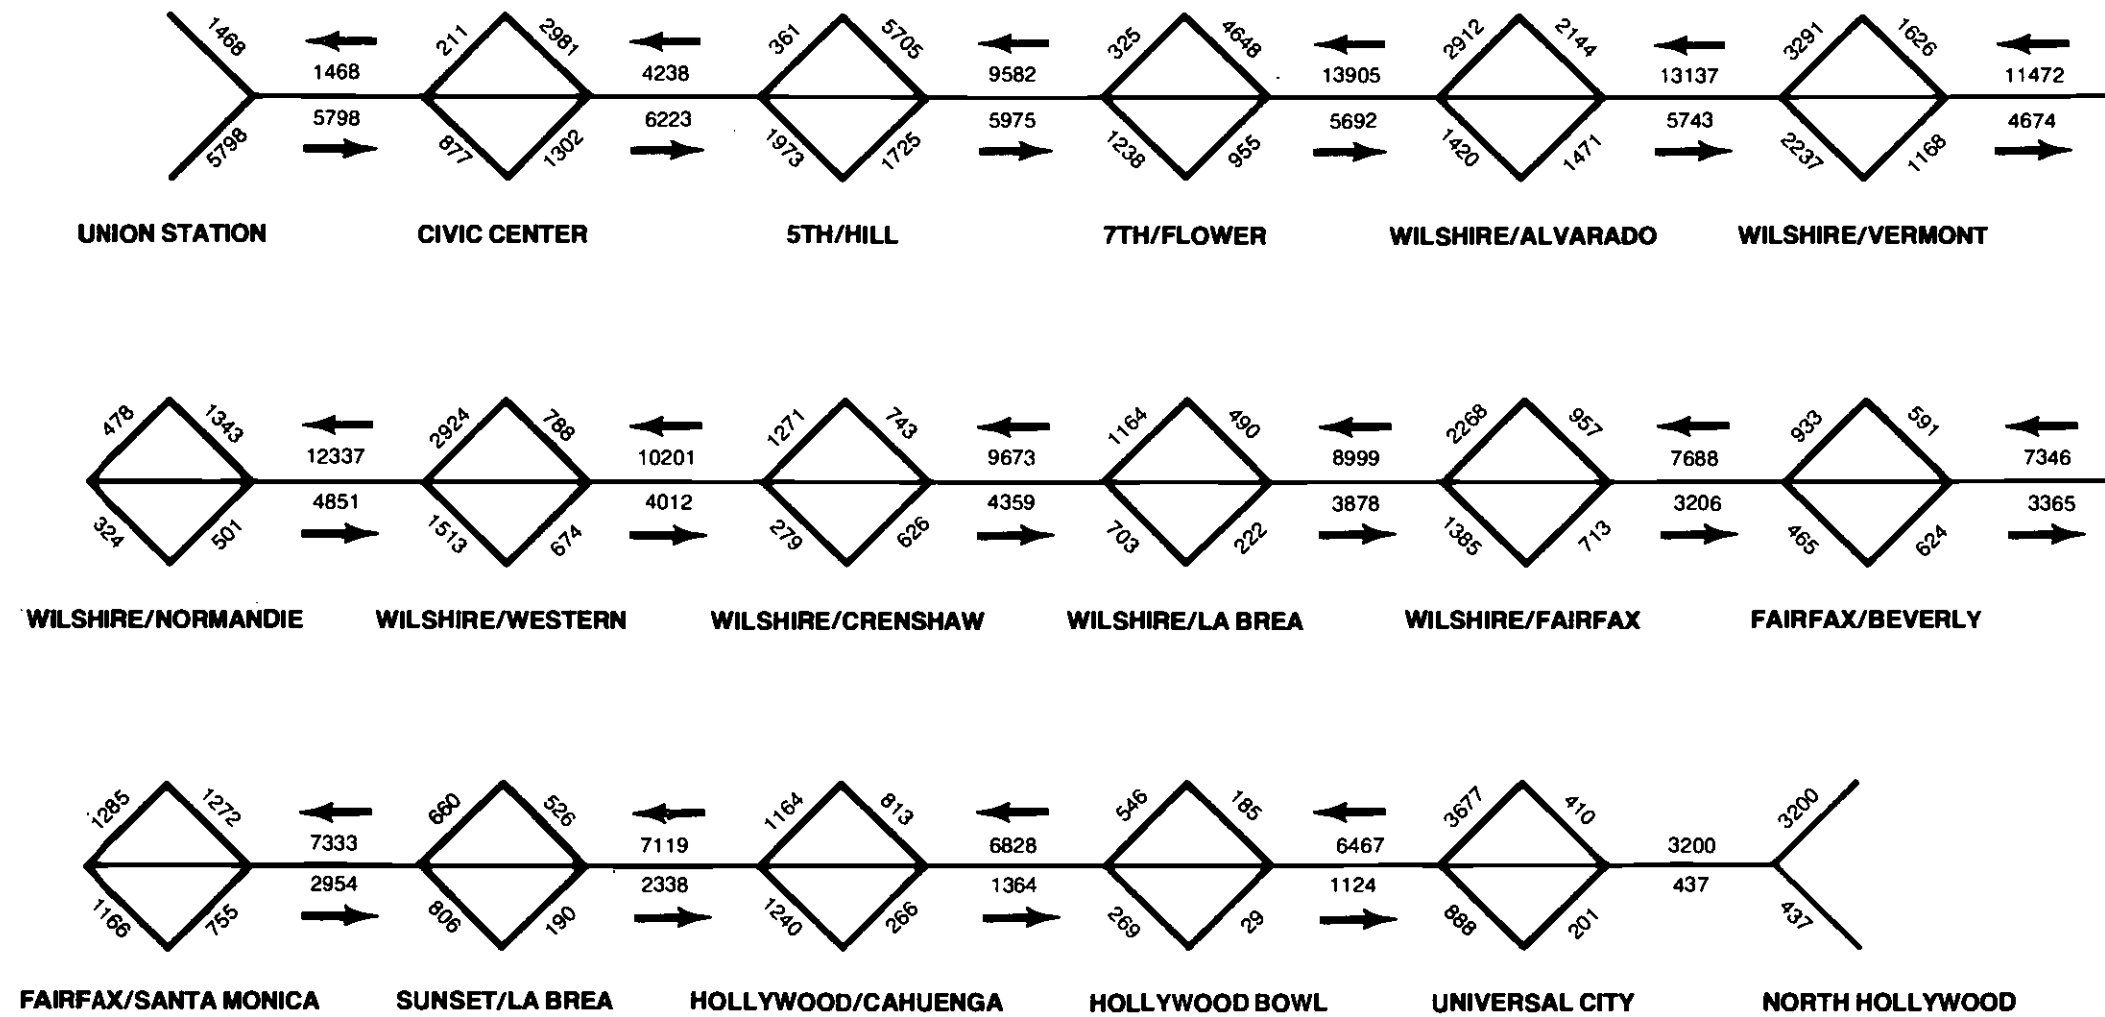 1468 211 2981 361 5705 325 4648 2912 2144 3291 1626
1468 4238 9582 13905 13137 11472
5798 6223 5975 5692 5743 4674
5798 877 1302 1973 1725 1238 955 1420 1471 2237 1168
UNION STATION CIVIC CENTER 5TH/HILL 7TH/FLOWER WILSHIRE/ALVARADO WILSHIRE/VERMONT
478 1343 2924 788 1271 743 1164 490 2268 957 933 591
12337 10201 9673 8999 7688 7346
4851 4012 4359 3878 3206 3365
324 501 1513 674 279 626 703 222 1385 713 465 624
WILSHIRE/NORMANDIE WILSHIRE/WESTERN WILSHIRE/CRENSHAW WILSHIRE/LA BREA WILSHIRE/FAIRFAX FAIRFAX/BEVERLY
1285 1272 660 526 1164 813 546 185 3677 410 3200
7333 7119 6828 6467 3200
2954 2338 1364 1124 437
1166 755 806 190 1240 266 269 29 888 201 437
FAIRFAX/SANTA MONICA SUNSET/LA BREA HOLLYWOOD/CAHUENGA HOLLYWOOD BOWL UNIVERSAL CITY NORTH HOLLYWOOD